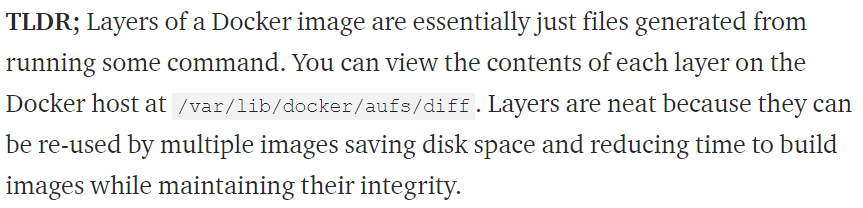 TLDR; Layers of a Docker image are essentially just files generated from
running some command. You can view the contents of each layer on the
Docker host at /var/lib/docker/aufs/diff. Layers are neat because they can
be re-used by multiple images saving disk space and reducing time to build
images while maintaining their integrity.